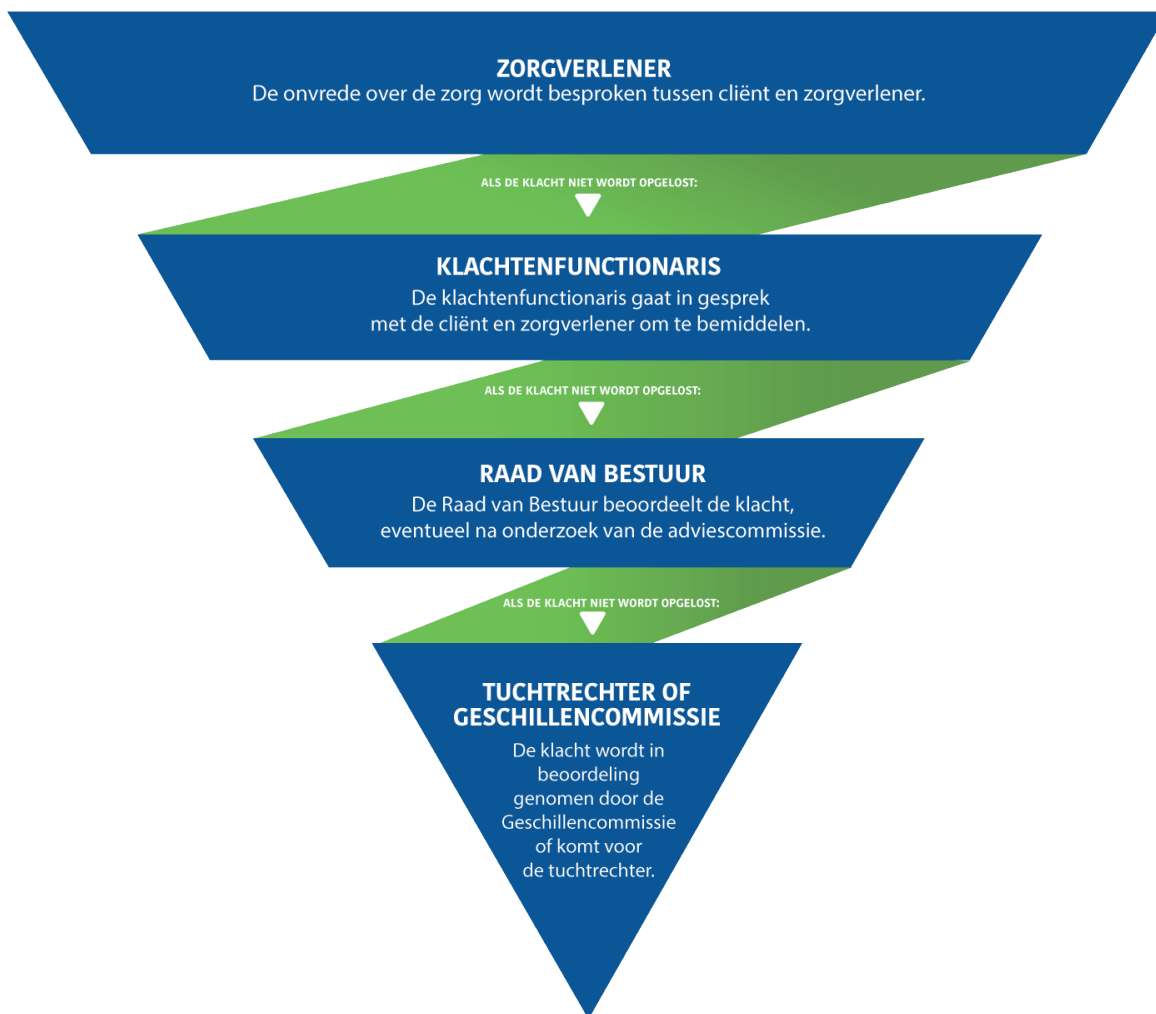 ZORGVERLENER
De onvrede over de zorg wordt besproken tussen cliënt en zorgverlener.
ALS DE KLACHT NIET WORDT OPGELOST:
KLACHTENFUNCTIONARIS
De klachtenfunctionaris gaat in gesprek
met de cliënt en zorgverlener om te bemiddelen.
ALS DE KLACHT NIET WORDT OPGELOST:
RAAD VAN BESTUUR
De Raad van Bestuur beoordeelt de klacht,
eventueel na onderzoek van de adviescommissie.
ALS DE KLACHT NIET WORDT OPGELOST:
TUCHTRECHTER OF
GESCHILLENCOMMISSIE
De klacht wordt in
beoordeling
genomen door de
Geschillencommissie
of komt voor
de tuchtrechter.